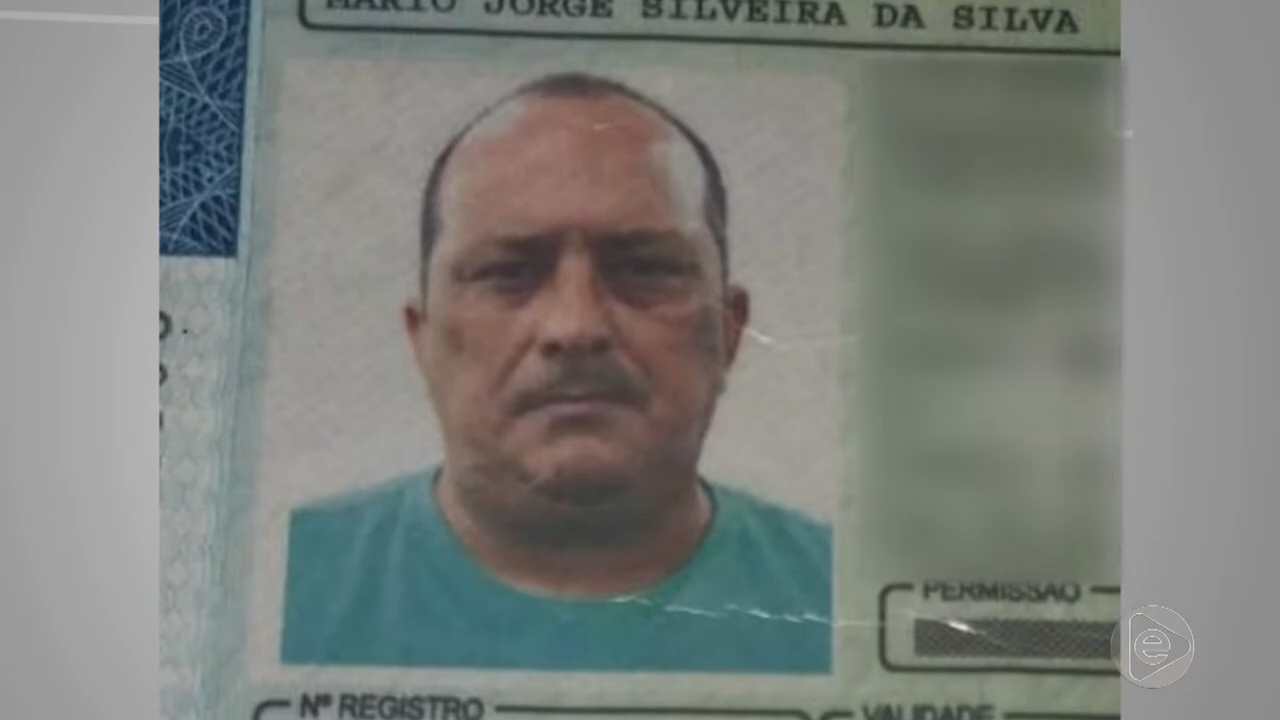 MARIO JORGE SILVEIRA DA SILVA
PERMISSÃO
Nº REGISTRO
VALIDADE
e